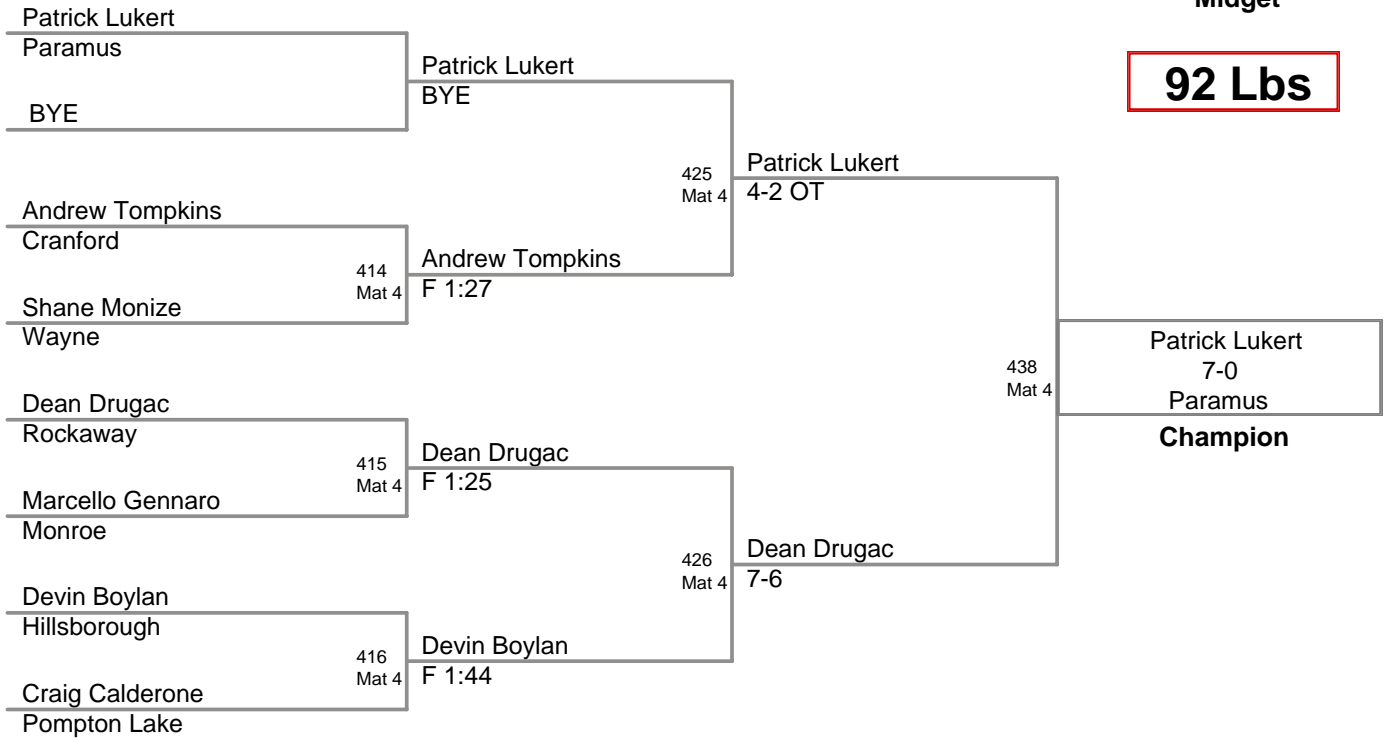 Midget
92 Lbs
Patrick Lukert
Paramus
BYE
Andrew Tompkins
Cranford
Shane Monize
Wayne
Dean Drugac
Rockaway
Marcello Gennaro
Monroe
Devin Boylan
Hillsborough
Craig Calderone
Pompton Lake
414
Mat 4
415
Mat 4
416
Mat 4
Patrick Lukert
BYE
Andrew Tompkins
F 1:27
Dean Drugac
F 1:25
Devin Boylan
F 1:44
425
Mat 4
426
Mat 4
Patrick Lukert
4-2 OT
Dean Drugac
7-6
438
Mat 4
Patrick Lukert
7-0
Paramus
Champion